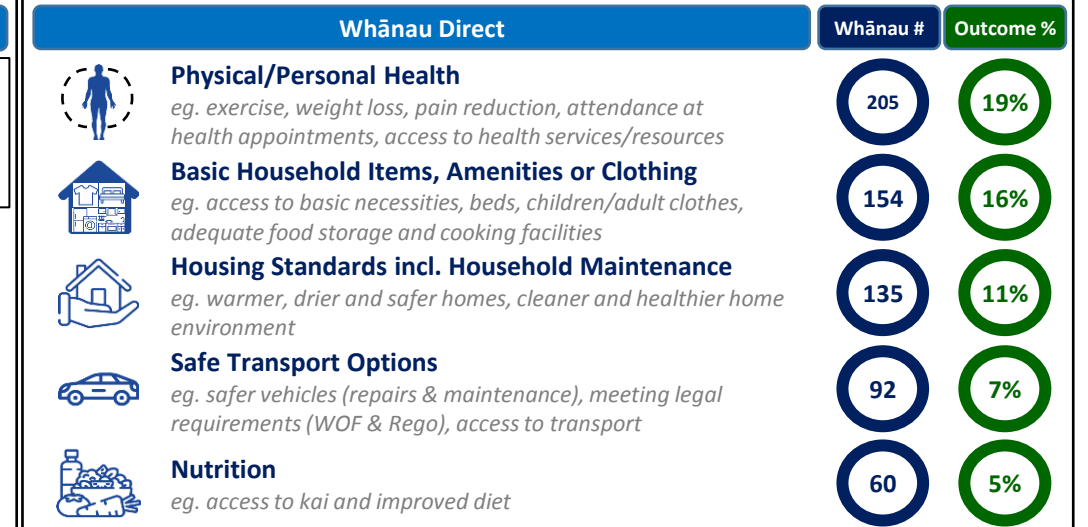 Whānau Direct
Whānau #
Outcome %
Physical/Personal Health
eg. exercise, weight loss, pain reduction, attendance at
health appointments, access to health services/resources
205
19%
Basic Household Items, Amenities or Clothing
eg. access to basic necessities, beds, children/adult clothes,
adequate food storage and cooking facilities
154
16%
Housing Standards incl. Household Maintenance
eg. warmer, drier and safer homes, cleaner and healthier home
environment
135
11%
Safe Transport Options
eg. safer vehicles (repairs & maintenance), meeting legal
requirements (WOF & Rego), access to transport
92
7%
Nutrition
eg. access to kai and improved diet
60
5%